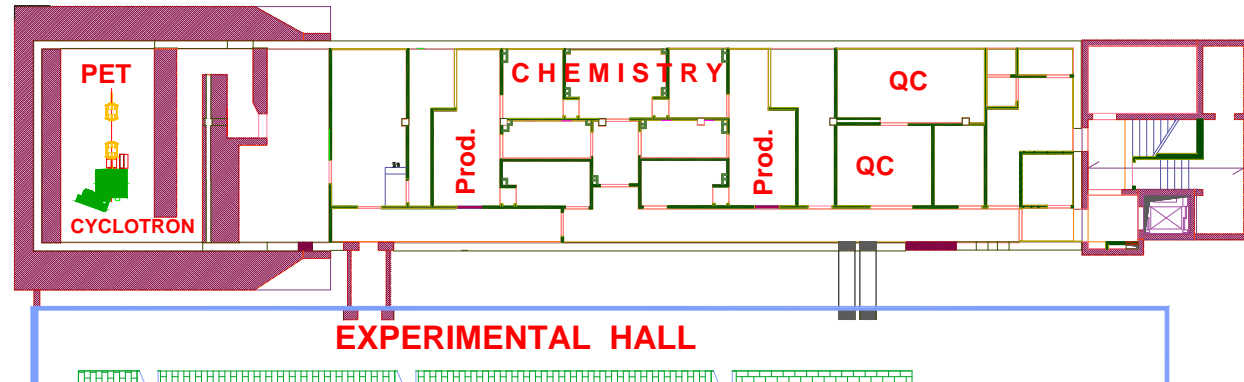 PET
CHEMISTRY
QC
Prod.
Prod.
QC
CYCLOTRON
EXPERIMENTAL HALL